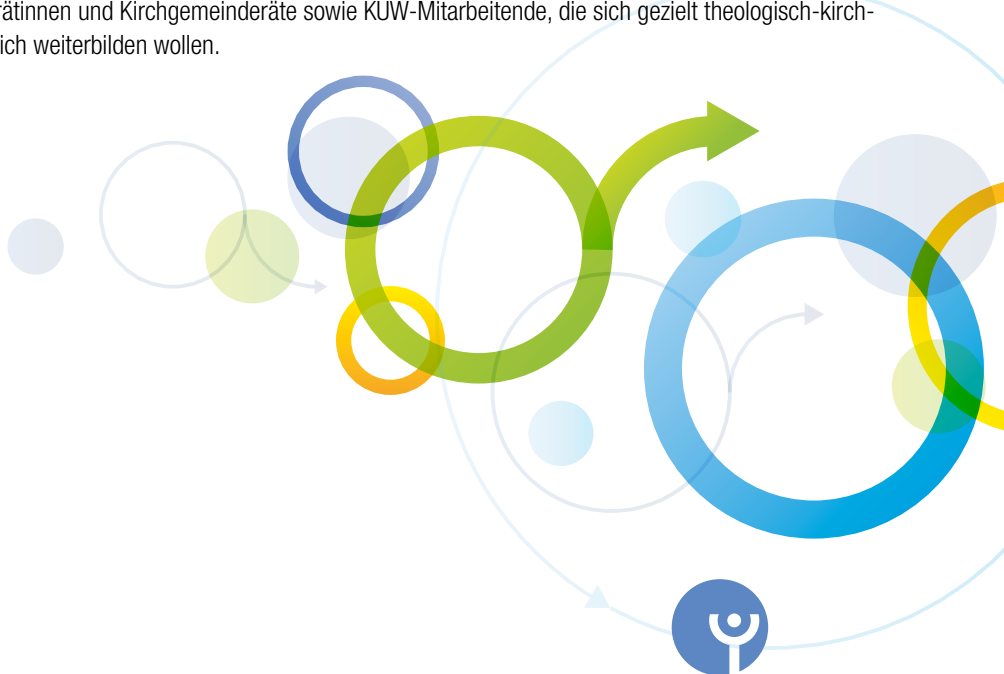 rätinnen und Kirchgemeinderäte sowie KUW-Mitarbeitende, die sich gezielt theologisch-kirch-
ich weiterbilden wollen.